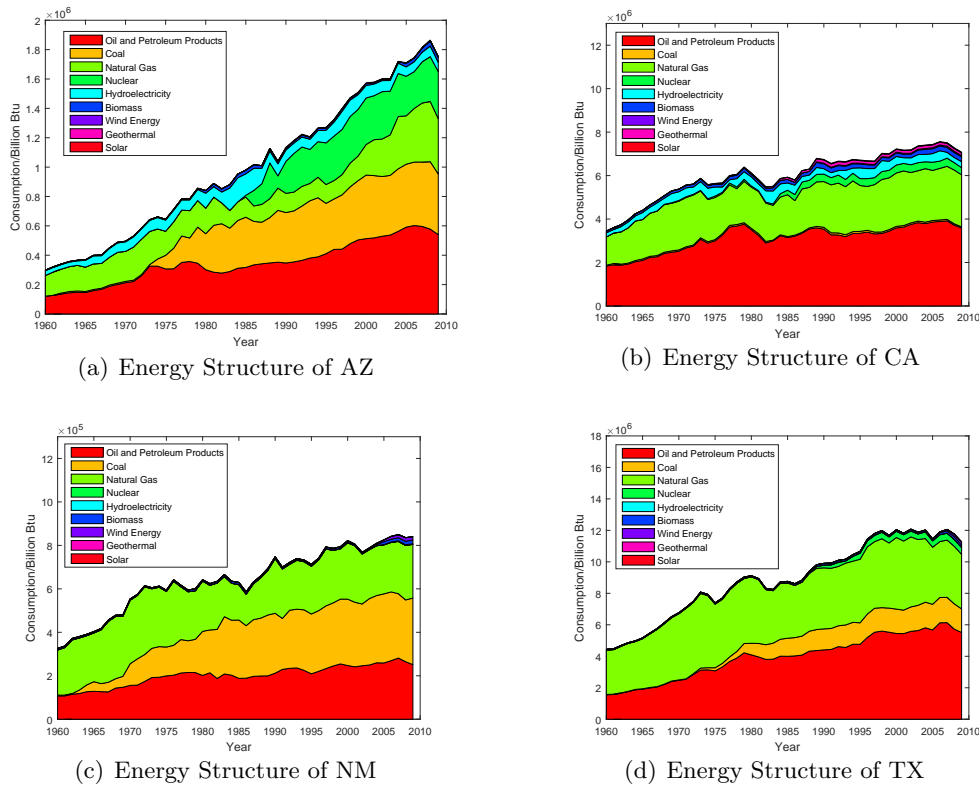 ×10^6
2
1.8
1.6
1.4
1.2
1
0.8
0.6
0.4
0.2
0
Consumption/Billion Btu
Oil and Petroleum Products
Coal
Natural Gas
Nuclear
Hydroelectricity
Biomass
Wind Energy
Geothermal
Solar
1960 1965 1970 1975 1980 1985 1990 1995 2000 2005 2010
Year
(a) Energy Structure of AZ
×10^6
12
10
8
6
4
2
0
Consumption/Billion Btu
Oil and Petroleum Products
Coal
Natural Gas
Nuclear
Hydroelectricity
Biomass
Wind Energy
Geothermal
Solar
1960 1965 1970 1975 1980 1985 1990 1995 2000 2005 2010
Year
(b) Energy Structure of CA
×10^5
12
10
8
6
4
2
0
Consumption/Billion Btu
Oil and Petroleum Products
Coal
Natural Gas
Nuclear
Hydroelectricity
Biomass
Wind Energy
Geothermal
Solar
1960 1965 1970 1975 1980 1985 1990 1995 2000 2005 2010
Year
(c) Energy Structure of NM
×10^6
18
16
14
12
10
8
6
4
2
0
Consumption/Billion Btu
Oil and Petroleum Products
Coal
Natural Gas
Nuclear
Hydroelectricity
Biomass
Wind Energy
Geothermal
Solar
1960 1965 1970 1975 1980 1985 1990 1995 2000 2005 2010
Year
(d) Energy Structure of TX